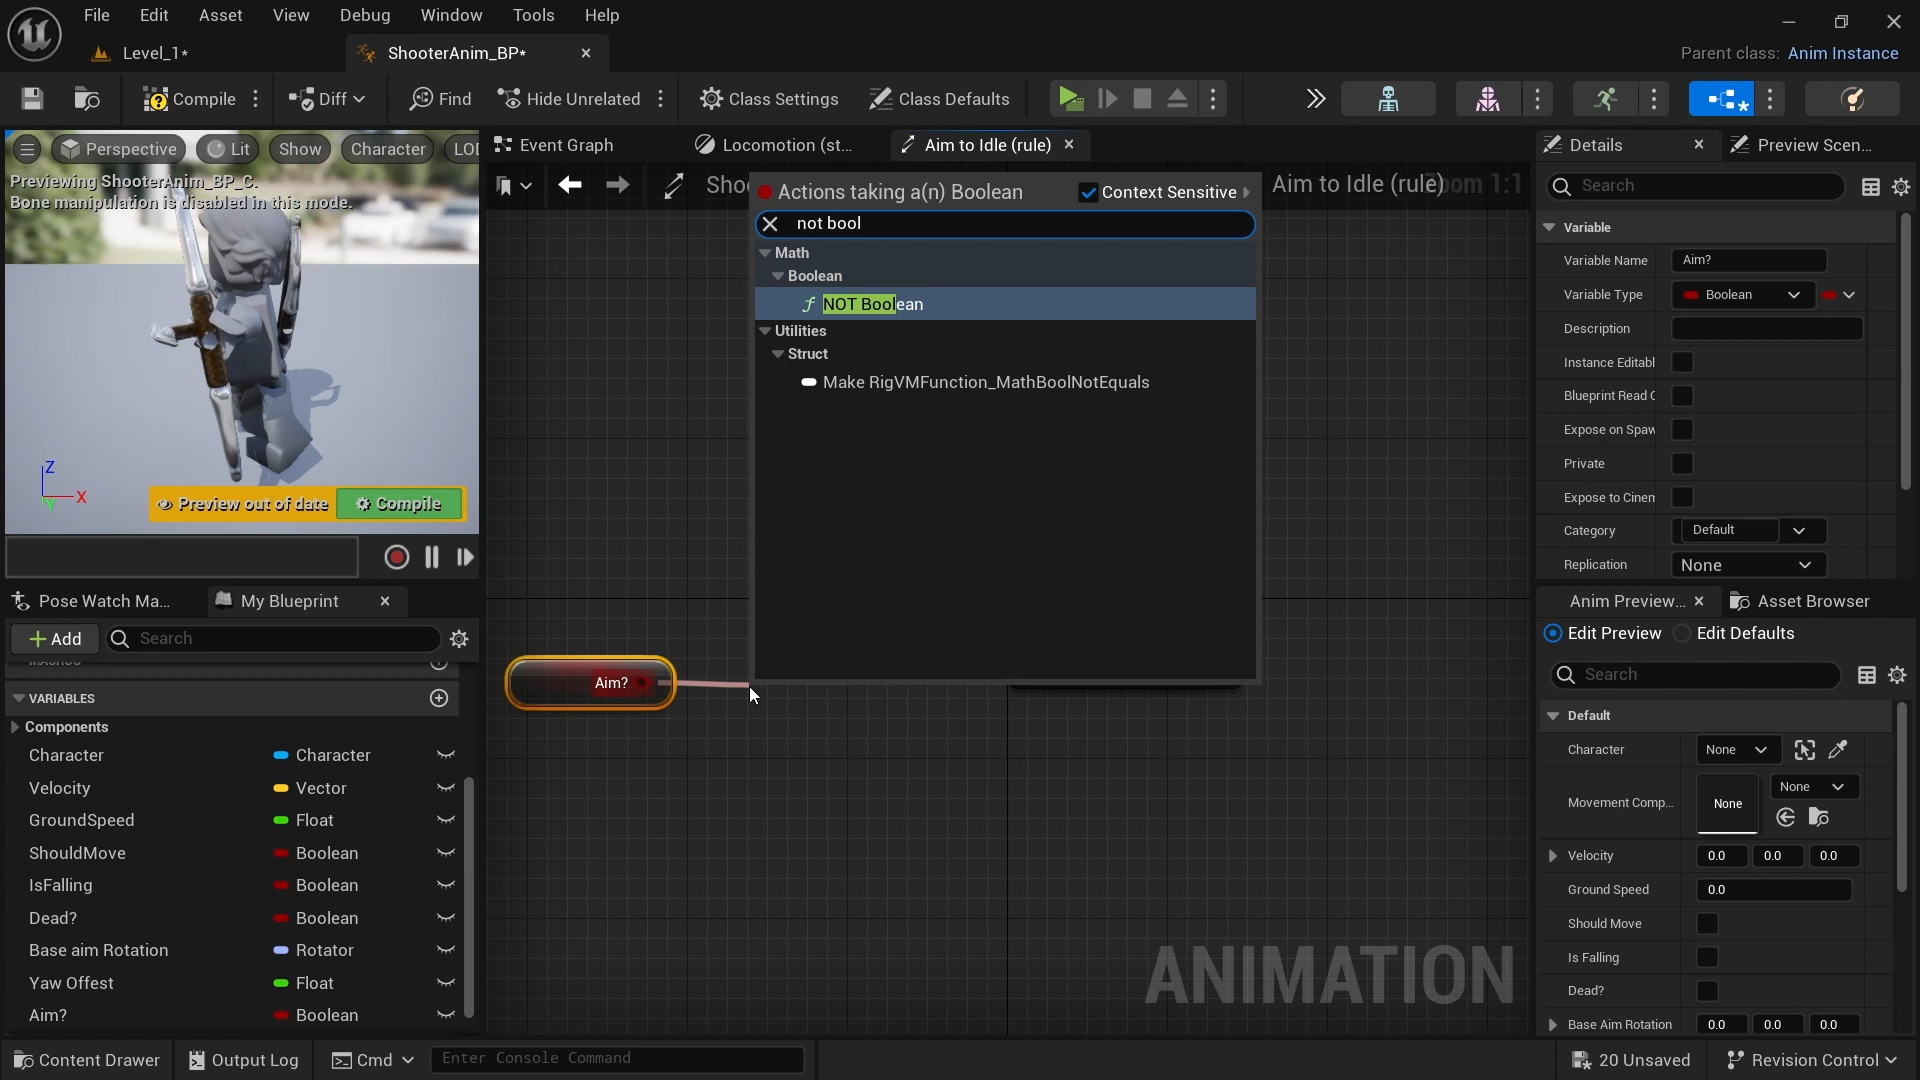 File Edit Asset View Debug Window Tools Help
Level_1*
ShooterAnim_BP*
Parent class: Anim Instance
Compile
Diff
Find
Hide Unrelated
Class Settings
Class Defaults
Perspective
Lit
Show
Character
LOD
Previewing ShooterAnim_BP_C.
Bone manipulation is disabled in this mode.
Z
X
Y
Preview out of date
Compile
Event Graph
Locomotion (st...
Aim to Idle (rule)
Shoo
Aim to Idle (rule)
Zoom 1:1
Actions taking a(n) Boolean
Context Sensitive
not bool
Math
Boolean
f NOT Boolean
Utilities
Struct
Make RigVMFunction_MathBoolNotEquals
Aim?
ANIMATION
Pose Watch Ma...
My Blueprint
Add
Search
MACROS
VARIABLES
Components
Character Character
Velocity Vector
GroundSpeed Float
ShouldMove Boolean
IsFalling Boolean
Dead? Boolean
Base aim Rotation Rotator
Yaw Offest Float
Aim? Boolean
Details
Preview Scen...
Search
Variable
Variable Name Aim?
Variable Type Boolean
Description
Instance Editabl
Blueprint Read O
Expose on Spaw
Private
Expose to Cinem
Category Default
Replication None
Anim Preview...
Asset Browser
Edit Preview
Edit Defaults
Search
Default
Character None
Movement Comp... None None
Velocity 0.0 0.0 0.0
Ground Speed 0.0
Should Move
Is Falling
Dead?
Base Aim Rotation 0.0 0.0 0.0
Content Drawer
Output Log
Cmd
Enter Console Command
20 Unsaved
Revision Control